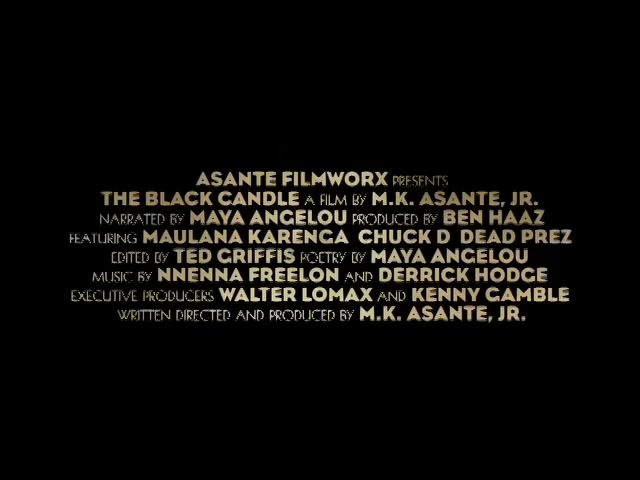 ASANTE FILMWORX PRESENTS
THE BLACK CANDLE A FILM BY M.K. ASANTE, JR.
NARRATED BY MAYA ANGELOU PRODUCED BY BEN HAAZ
FEATURING MAULANA KARENGA CHUCK D DEAD PREZ
EDITED BY TED GRIFFIS POETRY BY MAYA ANGELOU
MUSIC BY NNENNA FREELON AND DERRICK HODGE
EXECUTIVE PRODUCERS WALTER LOMAX AND KENNY GAMBLE
WRITTEN DIRECTED AND PRODUCED BY M.K. ASANTE, JR.